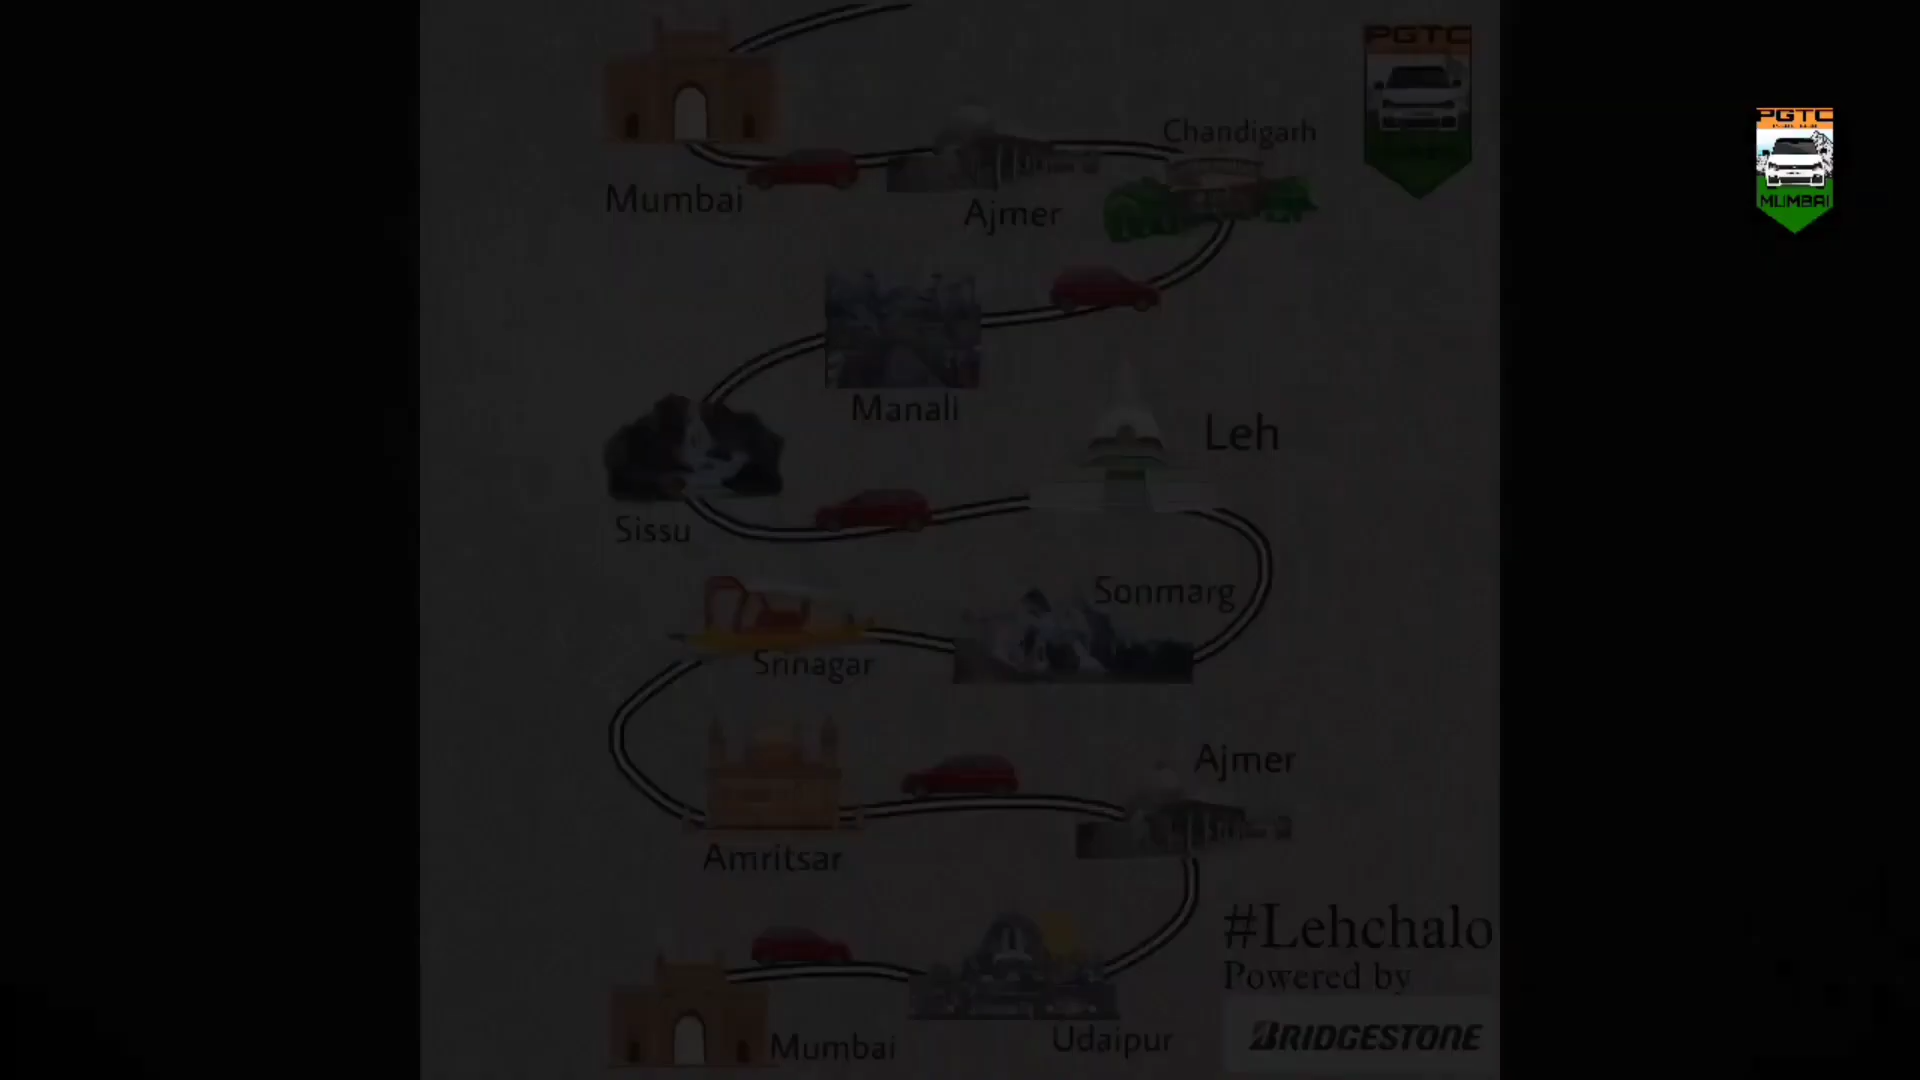 PGTC
PGTC
MUMBAI
Chandigarh
Mumbai
Ajmer
Manali
Leh
Sissu
Sonmarg
Srinagar
Ajmer
Amritsar
#Lehchalo
Powered by
BRIDGESTONE
Udaipur
Mumbai